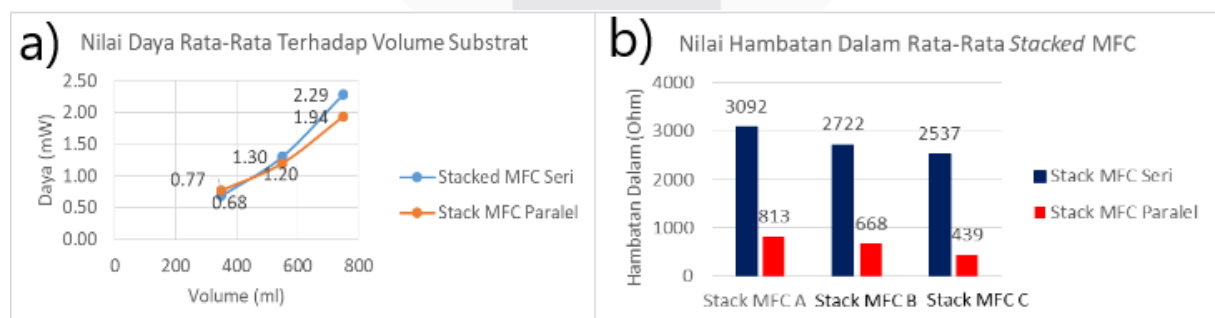 a) Nilai Daya Rata-Rata Terhadap Volume Substrat
2.50
2.00
1.50
1.00
0.50
0.00
Daya (mW)
2.29
1.94
1.30
1.20
0.77
0.68
0 200 400 600 800
Volume (ml)
Stacked MFC Seri
Stack MFC Paralel
b) Nilai Hambatan Dalam Rata-Rata Stacked MFC
4000
3000
2000
1000
0
Hambatan Dalam (Ohm)
3092 2722 2537
813 668 439
Stack MFC A Stack MFC B Stack MFC C
Stack MFC Seri
Stack MFC Paralel